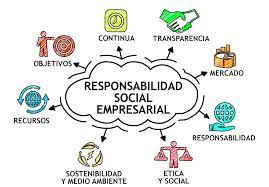 CONTINUA
TRANSPARENCIA
OBJETIVOS
MERCADO
RESPONSABILIDAD
SOCIAL
EMPRESARIAL
RECURSOS
RESPONSABILIDAD
SOSTENIBILIDAD
Y MEDIO AMBIENTE
ETICA
Y SOCIAL